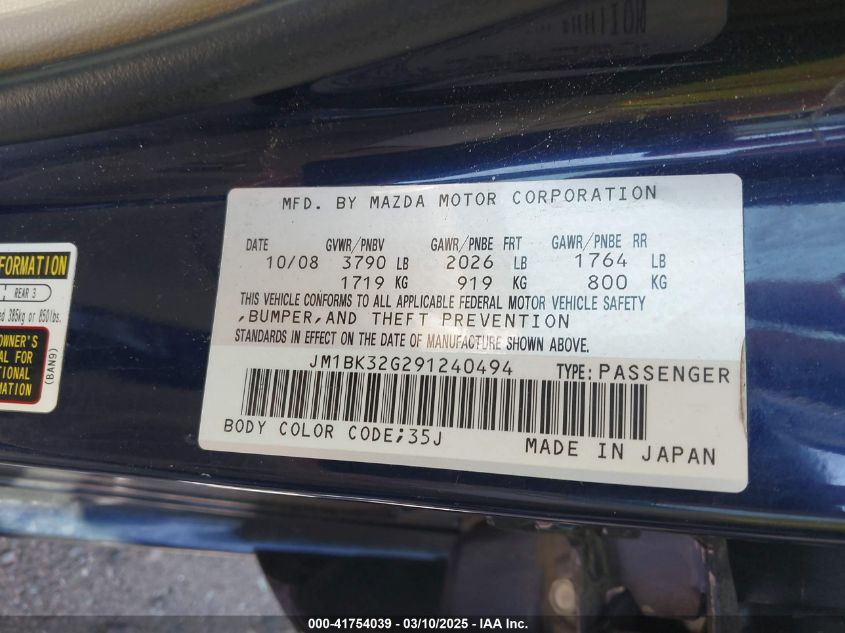 MFD. BY MAZDA MOTOR CORPORATION
DATE GVWR/PNBV GAWR/PNBE FRT GAWR/PNBE RR
10/08 3790 LB 2026 LB 1764 LB
1719 KG 919 KG 800 KG
THIS VEHICLE CONFORMS TO ALL APPLICABLE FEDERAL MOTOR VEHICLE SAFETY
,BUMPER,AND THEFT PREVENTION
STANDARDS IN EFFECT ON THE DATE OF MANUFACTURE SHOWN ABOVE.
JM1BK32G291240494 TYPE:PASSENGER
BODY COLOR CODE;35J MADE IN JAPAN
FORMATION
REAR 3
385kg or 850lbs.
OWNER'S
AL FOR
TIONAL
MATION
(BAN9)
000-41754039 - 03/10/2025 - IAA Inc.